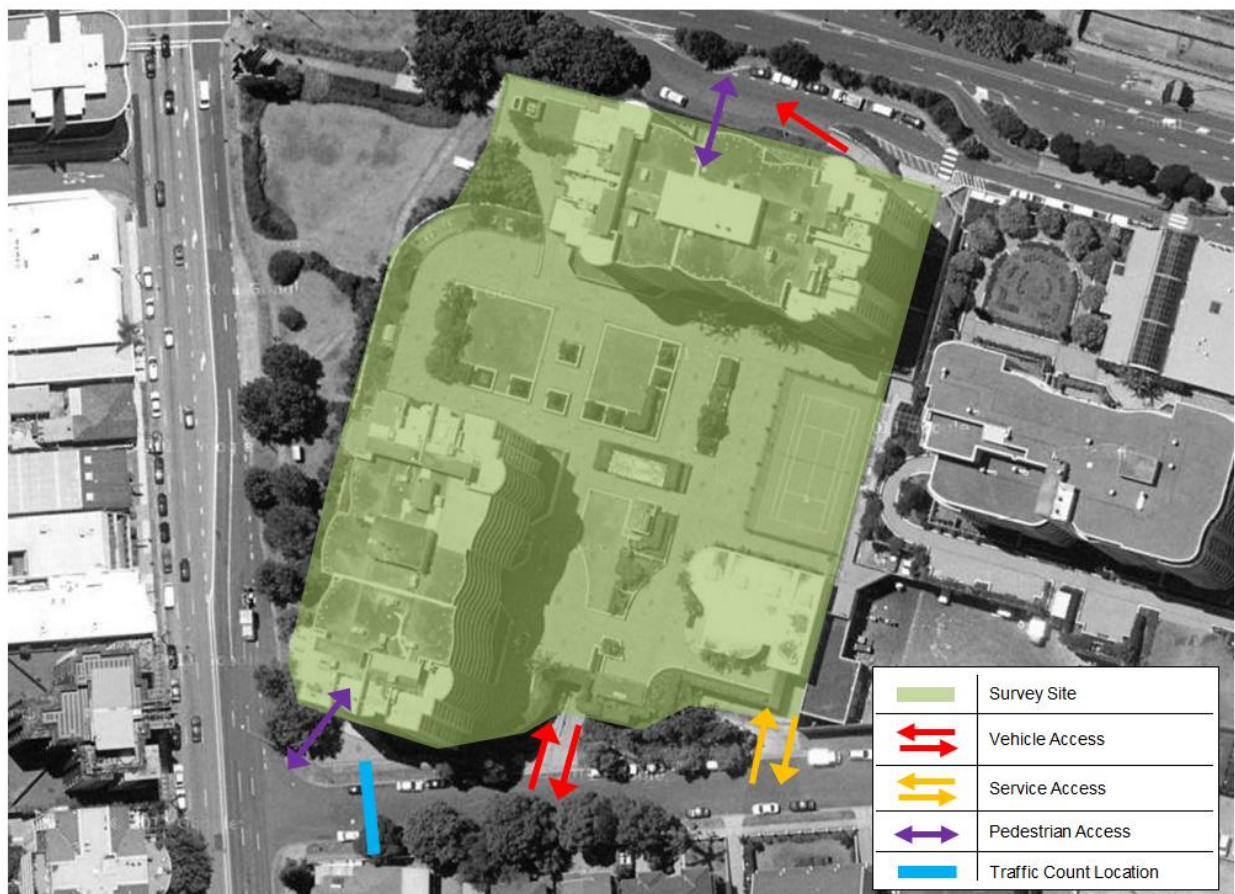 Survey Site
Vehicle Access
Service Access
Pedestrian Access
Traffic Count Location